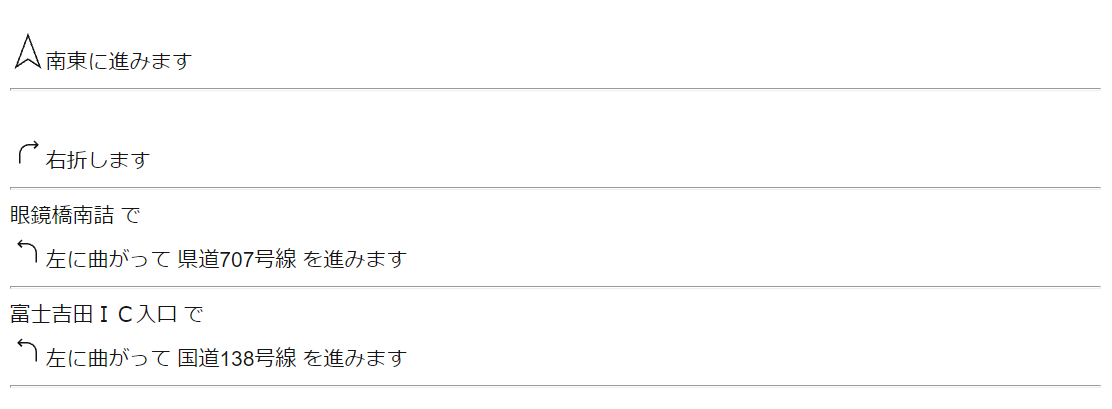 南東に進みます
右折します
眼鏡橋南詰 で
左に曲がって 県道707号線 を進みます
富士吉田ＩＣ入口 で
左に曲がって 国道138号線 を進みます